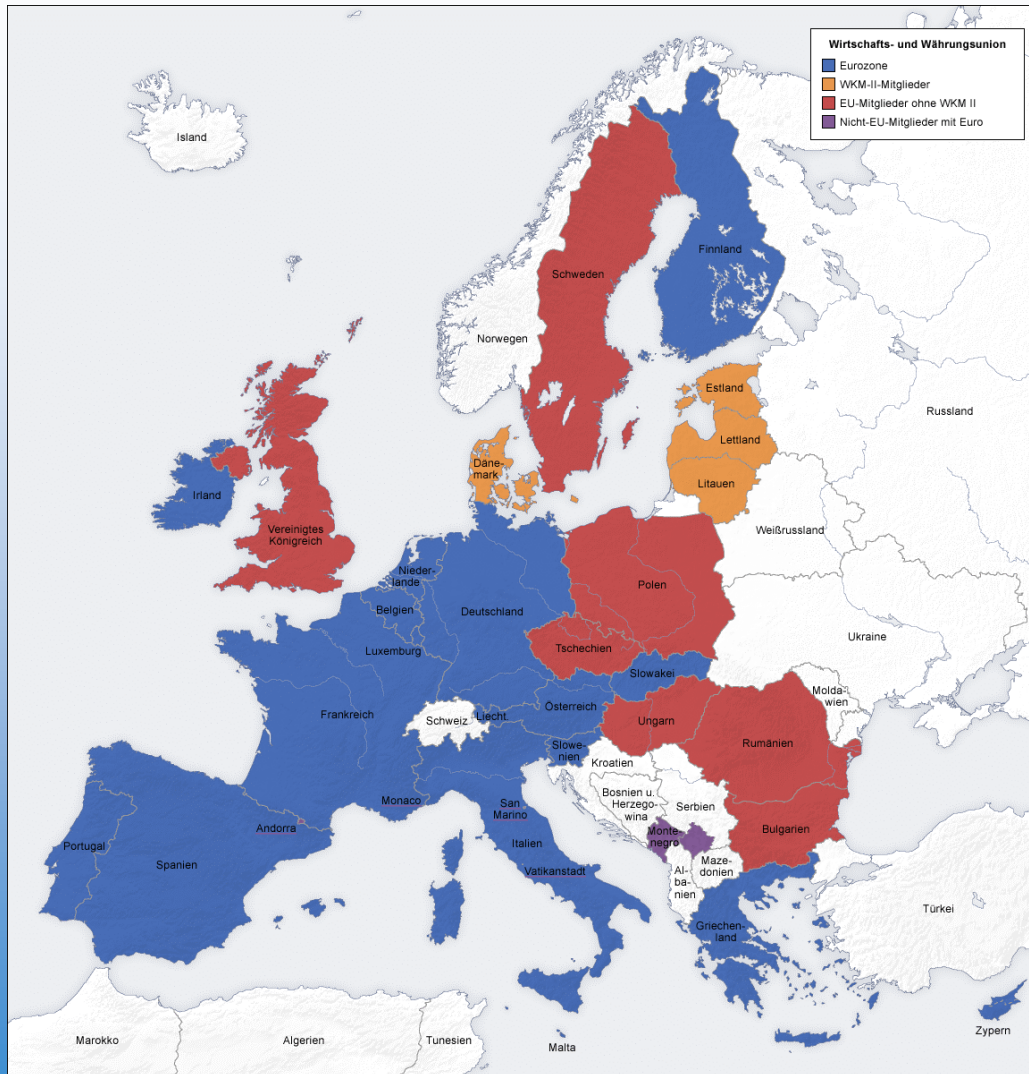 Wirtschafts- und Währungsunion
Eurozone
WKM-II-Mitglieder
EU-Mitglieder ohne WKM II
Nicht-EU-Mitglieder mit Euro
Island
Finnland
Schweden
Norwegen
Russland
Estland
Lettland
Litauen
Däne-
mark
Irland
Vereinigtes
Königreich
Weißrussland
Nieder-
lande
Belgien
Deutschland
Polen
Luxemburg
Tschechien
Ukraine
Slowakei
Frankreich
Schweiz
Liecht.
Österreich
Ungarn
Molda-
wien
Slowe-
nien
Rumänien
Kroatien
Monaco
San
Marino
Bosnien u.
Herzego-
wina
Serbien
Andorra
Portugal
Spanien
Italien
Monte-
negro
Bulgarien
Vatikanstadt
Maze-
donien
Al-
ba-
nien
Türkei
Griechen-
land
Zypern
Marokko
Algerien
Tunesien
Malta